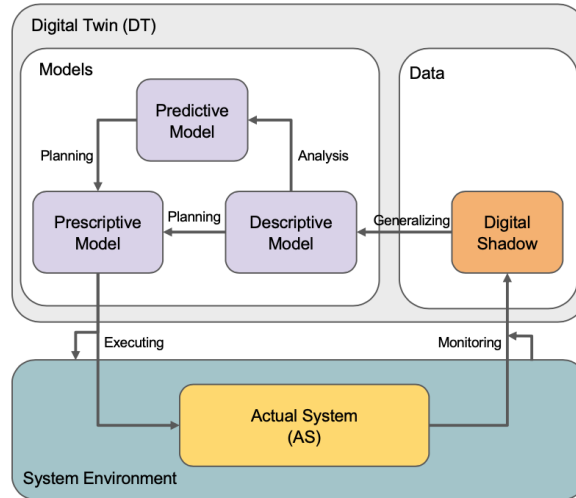 Digital Twin (DT)
Models
Data
Predictive
Model
Planning
Analysis
Prescriptive
Model
Planning
Descriptive
Model
Generalizing
Digital
Shadow
Executing
Monitoring
Actual System
(AS)
System Environment